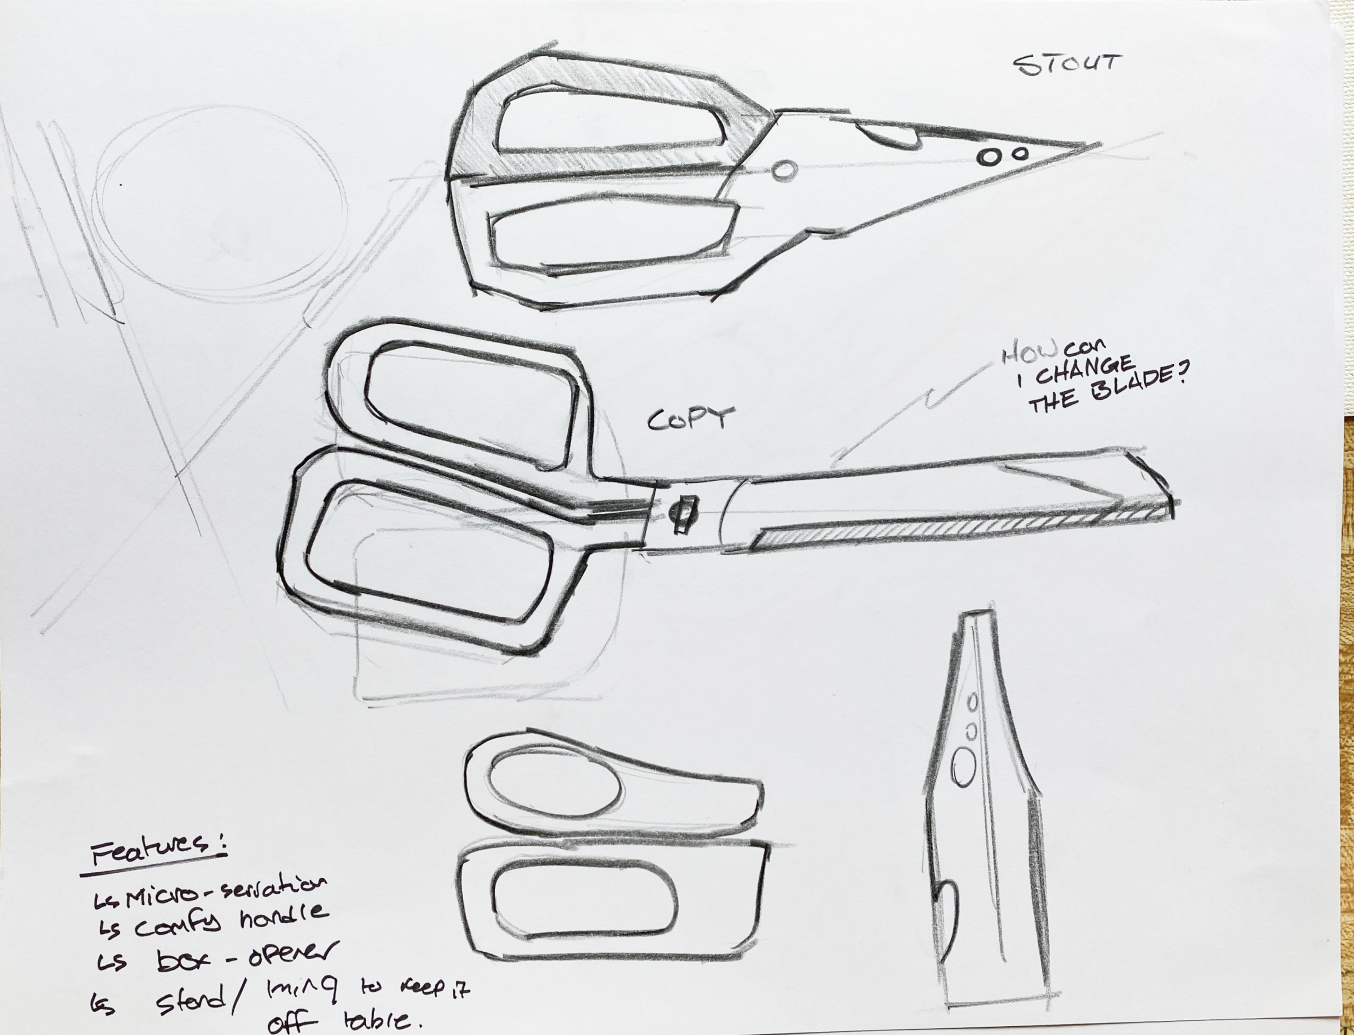 STOUT
HOW can
I CHANGE
THE BLADE?
COPY
Features:
↳ Micro-serration
↳ comfy handle
↳ box-opener
↳ stand/ to keep it
off table.